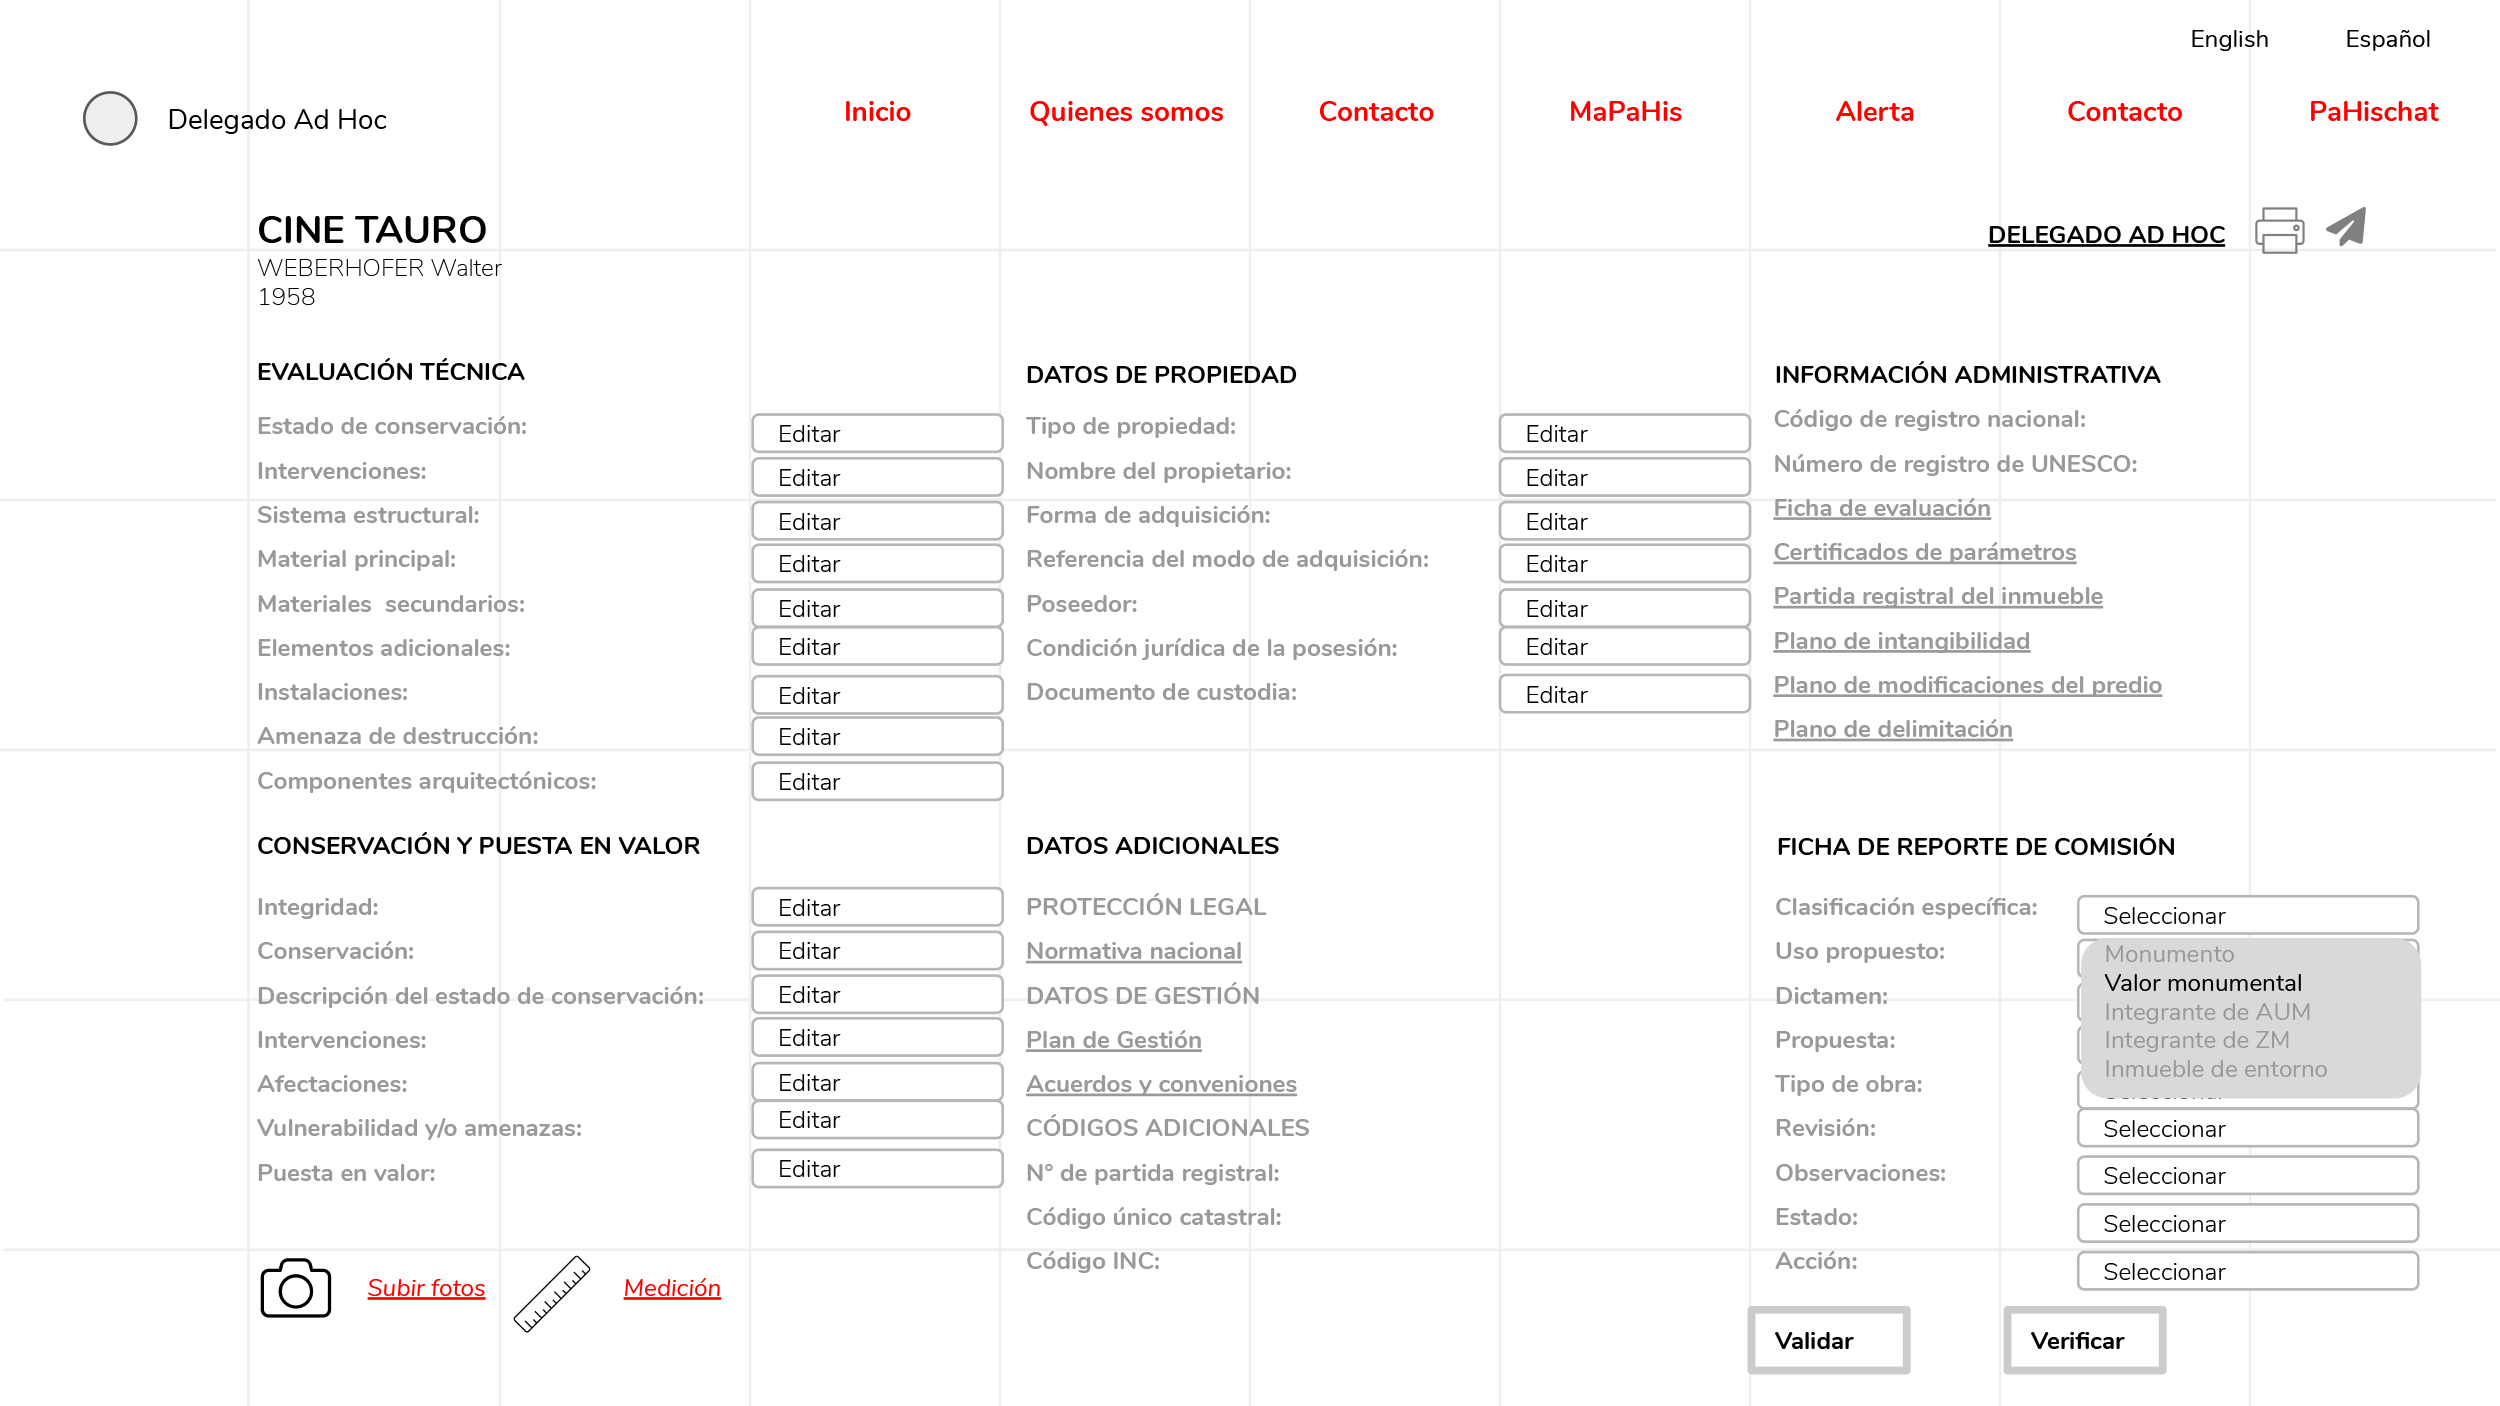 English
Español
Delegado Ad Hoc
Inicio
Quienes somos
Contacto
MaPaHis
Alerta
Contacto
PaHischat
CINE TAURO
WEBERHOFER Walter
1958
DELEGADO AD HOC
EVALUACIÓN TÉCNICA
Estado de conservación: Editar
Intervenciones: Editar
Sistema estructural: Editar
Material principal: Editar
Materiales secundarios: Editar
Elementos adicionales: Editar
Instalaciones: Editar
Amenaza de destrucción: Editar
Componentes arquitectónicos: Editar
DATOS DE PROPIEDAD
Tipo de propiedad: Editar
Nombre del propietario: Editar
Forma de adquisición: Editar
Referencia del modo de adquisición: Editar
Poseedor: Editar
Condición jurídica de la posesión: Editar
Documento de custodia: Editar
INFORMACIÓN ADMINISTRATIVA
Código de registro nacional:
Número de registro de UNESCO:
Ficha de evaluación
Certificados de parámetros
Partida registral del inmueble
Plano de intangibilidad
Plano de modificaciones del predio
Plano de delimitación
CONSERVACIÓN Y PUESTA EN VALOR
Integridad: Editar
Conservación: Editar
Descripción del estado de conservación: Editar
Intervenciones: Editar
Afectaciones: Editar
Vulnerabilidad y/o amenazas: Editar
Puesta en valor: Editar
DATOS ADICIONALES
PROTECCIÓN LEGAL
Normativa nacional
DATOS DE GESTIÓN
Plan de Gestión
Acuerdos y conveniones
CÓDIGOS ADICIONALES
N° de partida registral:
Código único catastral:
Código INC:
FICHA DE REPORTE DE COMISIÓN
Clasificación específica: Seleccionar
Uso propuesto:
Dictamen:
Propuesta:
Tipo de obra:
Monumento
Valor monumental
Integrante de AUM
Integrante de ZM
Inmueble de entorno
Revisión: Seleccionar
Observaciones: Seleccionar
Estado: Seleccionar
Acción: Seleccionar
Subir fotos
Medición
Validar
Verificar